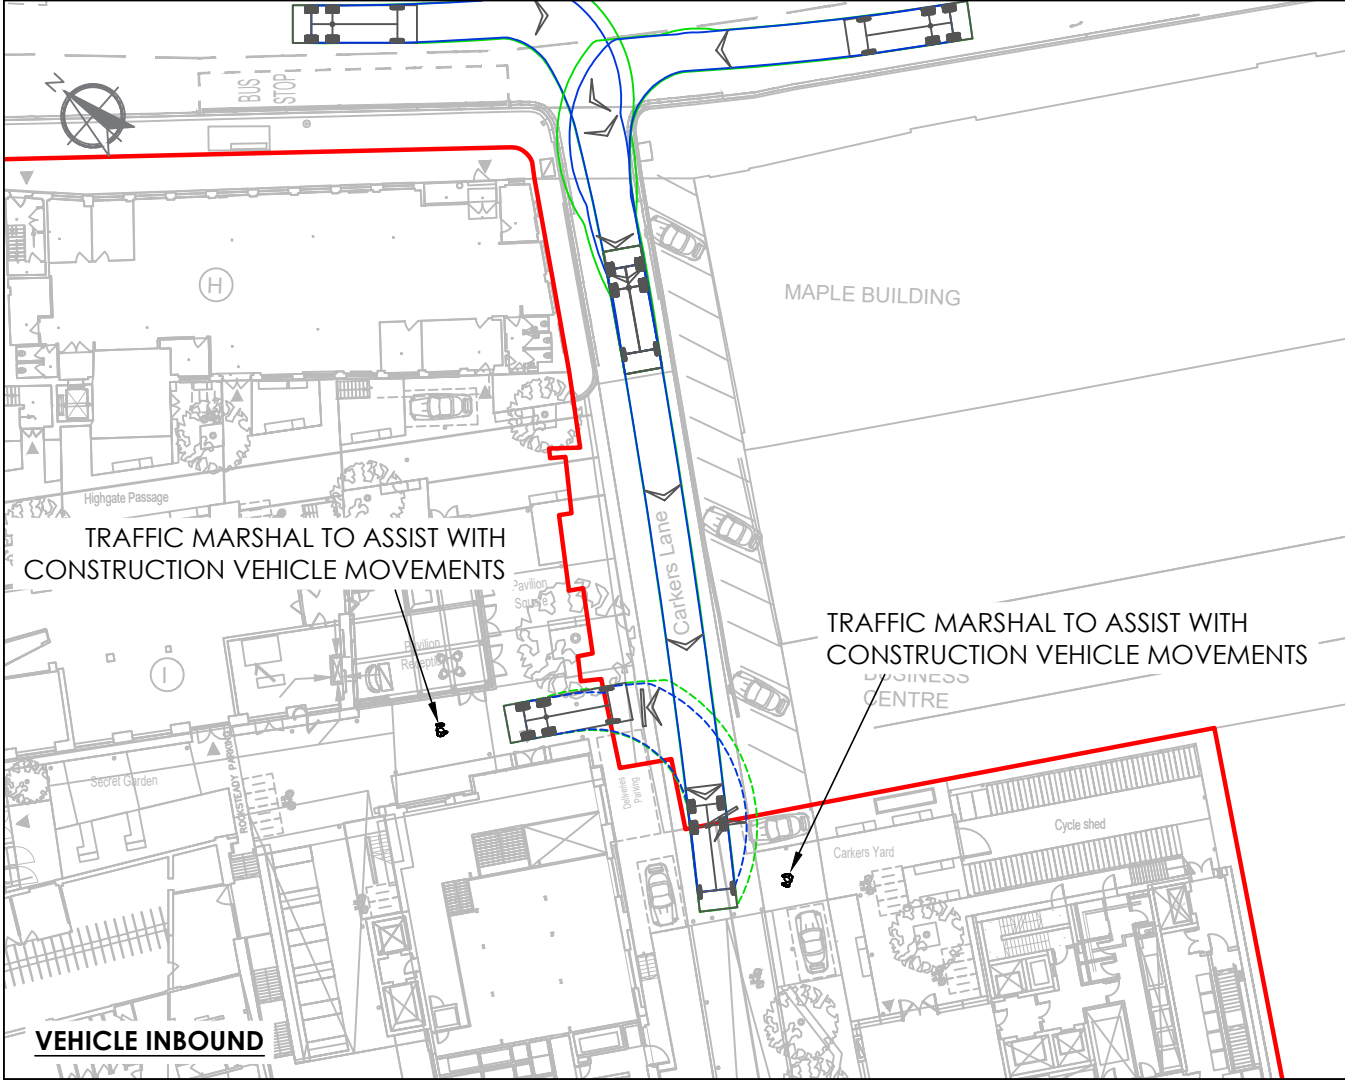 BUS
STOP
N
H
MAPLE BUILDING
Highgate Passage
TRAFFIC MARSHAL TO ASSIST WITH
CONSTRUCTION VEHICLE MOVEMENTS
Pavilion
Square
Carkers Lane
TRAFFIC MARSHAL TO ASSIST WITH
CONSTRUCTION VEHICLE MOVEMENTS
Pavilion
Reception
I
BUSINESS
CENTRE
ROCKSTEADY PARKING
Secret Garden
Deliveries
Parking
Cycle shed
Carkers Yard
VEHICLE INBOUND